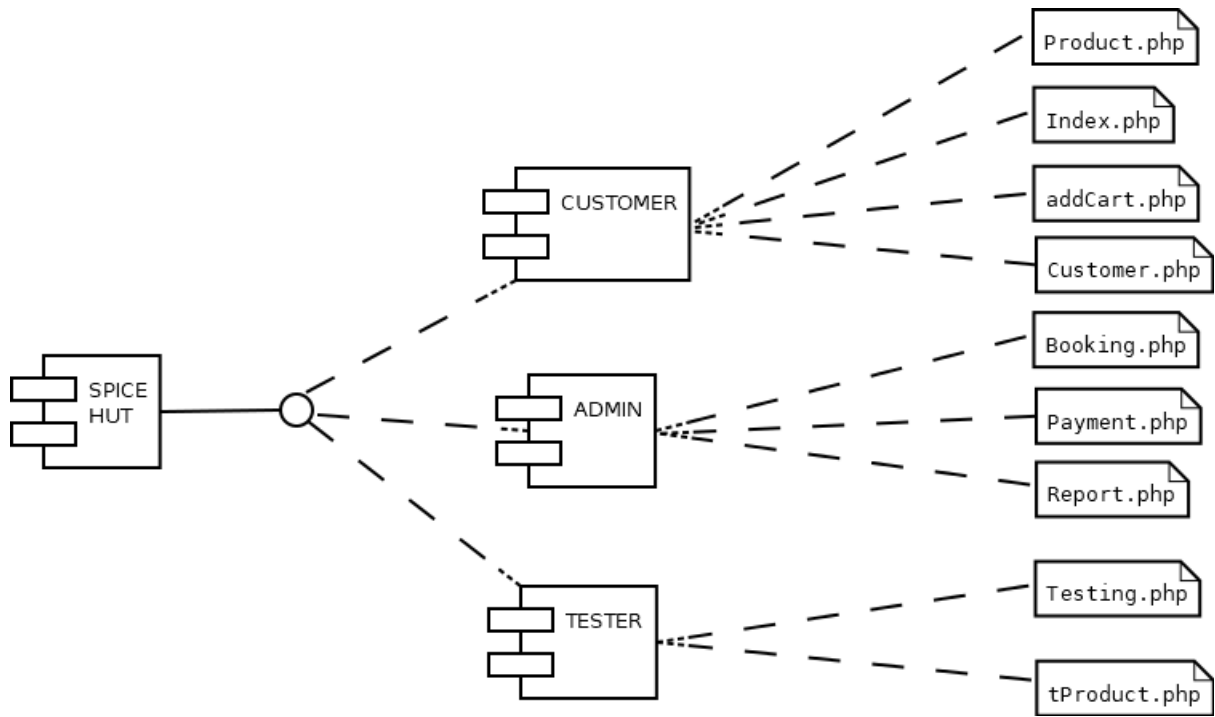 Product.php
Index.php
CUSTOMER
addCart.php
Customer.php
Booking.php
SPICE
HUT
ADMIN
Payment.php
Report.php
Testing.php
TESTER
tProduct.php